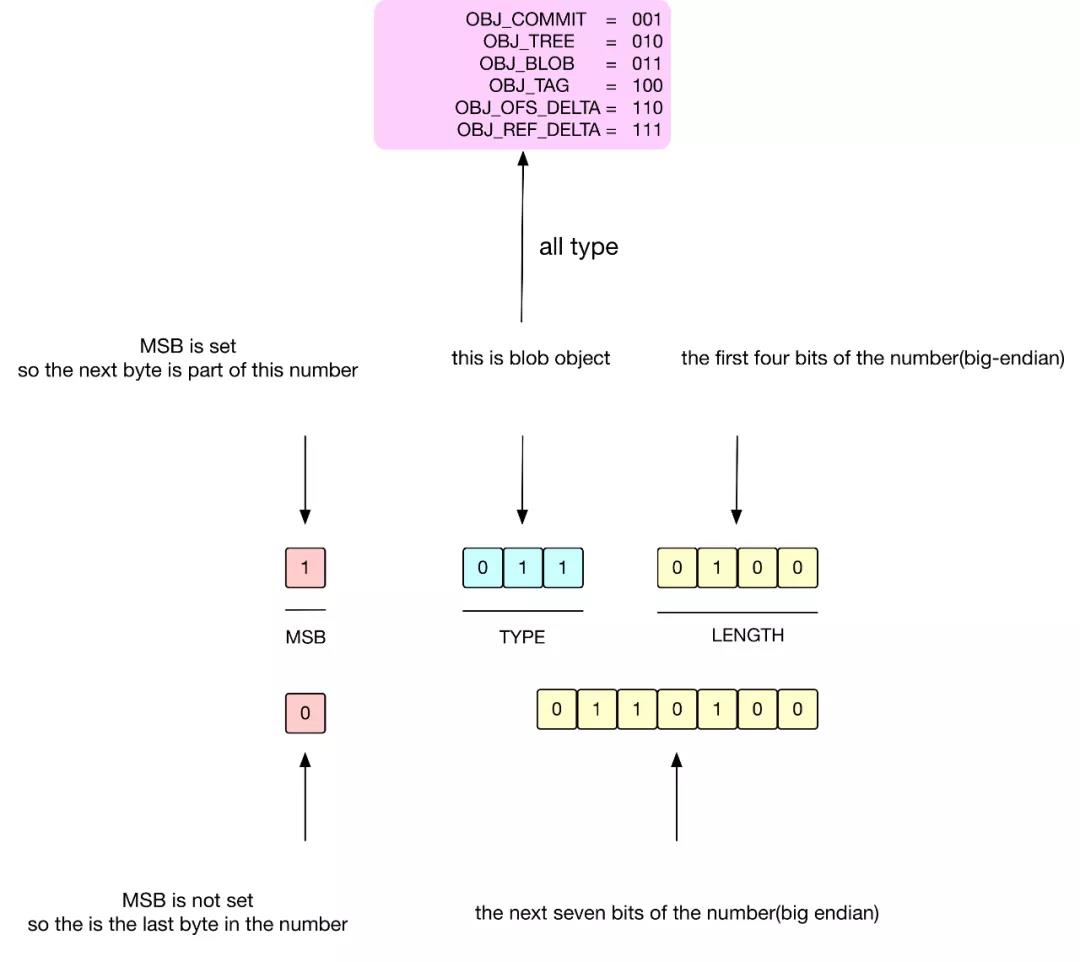 OBJ_COMMIT = 001
OBJ_TREE = 010
OBJ_BLOB = 011
OBJ_TAG = 100
OBJ_OFS_DELTA = 110
OBJ_REF_DELTA = 111
all type
MSB is set
so the next byte is part of this number
this is blob object
the first four bits of the number(big-endian)
1 0 1 1 0 1 0 0
MSB TYPE LENGTH
0 0 1 1 0 1 0 0
MSB is not set
so the is the last byte in the number
the next seven bits of the number(big endian)